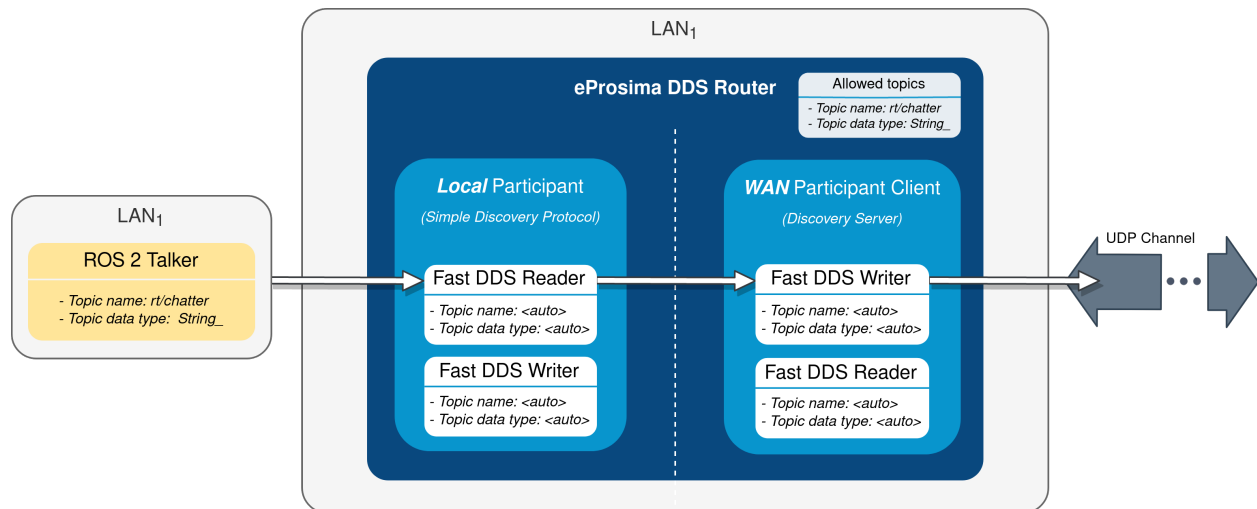 LAN₁
ROS 2 Talker
- Topic name: rt/chatter
- Topic data type: String_
LAN₁
eProsima DDS Router
Allowed topics
- Topic name: rt/chatter
- Topic data type: String_
Local Participant
(Simple Discovery Protocol)
Fast DDS Reader
- Topic name: <auto>
- Topic data type: <auto>
Fast DDS Writer
- Topic name: <auto>
- Topic data type: <auto>
WAN Participant Client
(Discovery Server)
Fast DDS Writer
- Topic name: <auto>
- Topic data type: <auto>
Fast DDS Reader
- Topic name: <auto>
- Topic data type: <auto>
UDP Channel